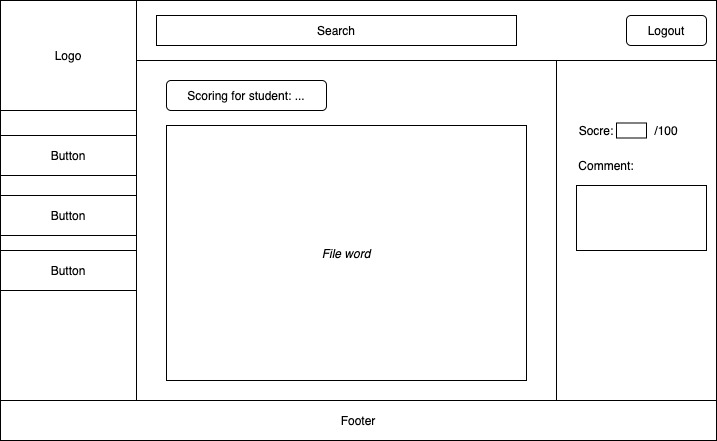 Logo
Search
Logout
Scoring for student: ...
Button
Button
Button
File word
Socre: /100
Comment:
Footer